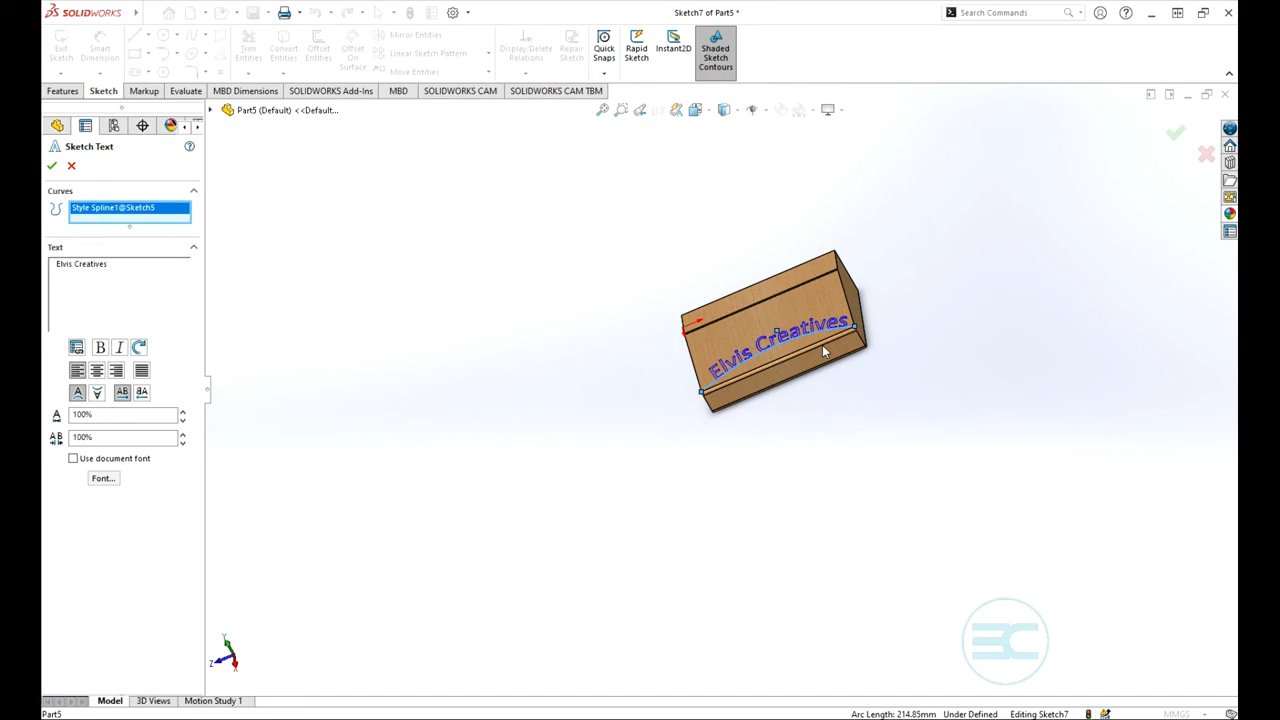 SOLIDWORKS
Sketch7 of Part5 *
Search Commands
Exit Sketch
Smart Dimension
Trim Entities
Convert Entities
Offset Entities
Offset On Surface
Mirror Entities
Linear Sketch Pattern
Move Entities
Display/Delete Relations
Repair Sketch
Quick Snaps
Rapid Sketch
Instant2D
Shaded Sketch Contours
Features
Sketch
Markup
Evaluate
MBD Dimensions
SOLIDWORKS Add-Ins
MBD
SOLIDWORKS CAM
SOLIDWORKS CAM TBM
Part5 (Default) <<Default...
Sketch Text
Curves
Style Spline1@Sketch5
Text
Elvis Creatives
B I
100%
100%
Use document font
Font...
Elvis Creatives
Y
Z
X
EC
Model
3D Views
Motion Study 1
Part5
Arc Length: 214.85mm
Under Defined
Editing Sketch7
MMGS